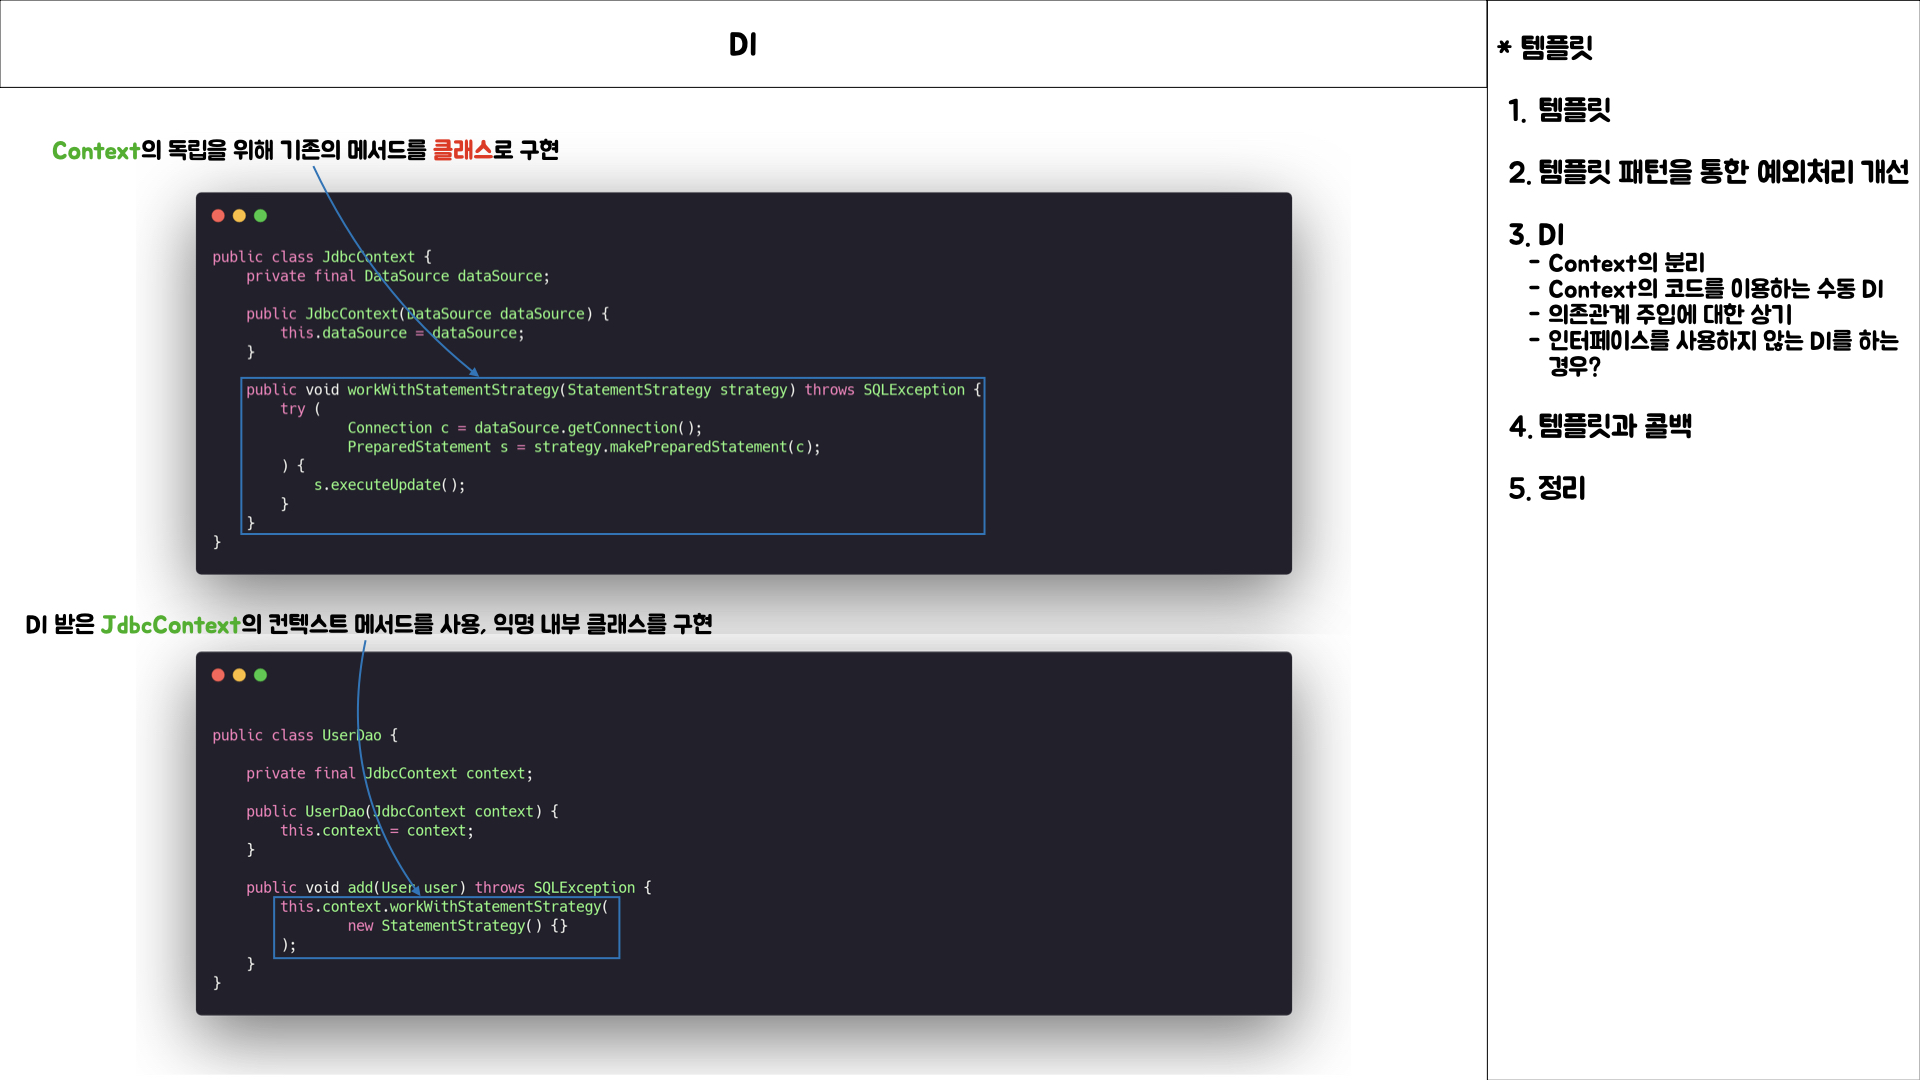 DI
Context의 독립을 위해 기존의 메서드를 클래스로 구현
public class JdbcContext {
    private final DataSource dataSource;
    public JdbcContext(DataSource dataSource) {
        this.dataSource = dataSource;
    }
    public void workWithStatementStrategy(StatementStrategy strategy) throws SQLException {
        try (
                Connection c = dataSource.getConnection();
                PreparedStatement s = strategy.makePreparedStatement(c);
        ) {
            s.executeUpdate();
        }
    }
}
DI 받은 JdbcContext의 컨텍스트 메서드를 사용, 익명 내부 클래스를 구현
public class UserDao {
    private final JdbcContext context;
    public UserDao(JdbcContext context) {
        this.context = context;
    }
    public void add(User user) throws SQLException {
        this.context.workWithStatementStrategy(
                new StatementStrategy() {}
        );
    }
}
* 템플릿
1. 템플릿
2. 템플릿 패턴을 통한 예외처리 개선
3. DI
- Context의 분리
- Context의 코드를 이용하는 수동 DI
- 의존관계 주입에 대한 상기
- 인터페이스를 사용하지 않는 DI를 하는
경우?
4. 템플릿과 콜백
5. 정리